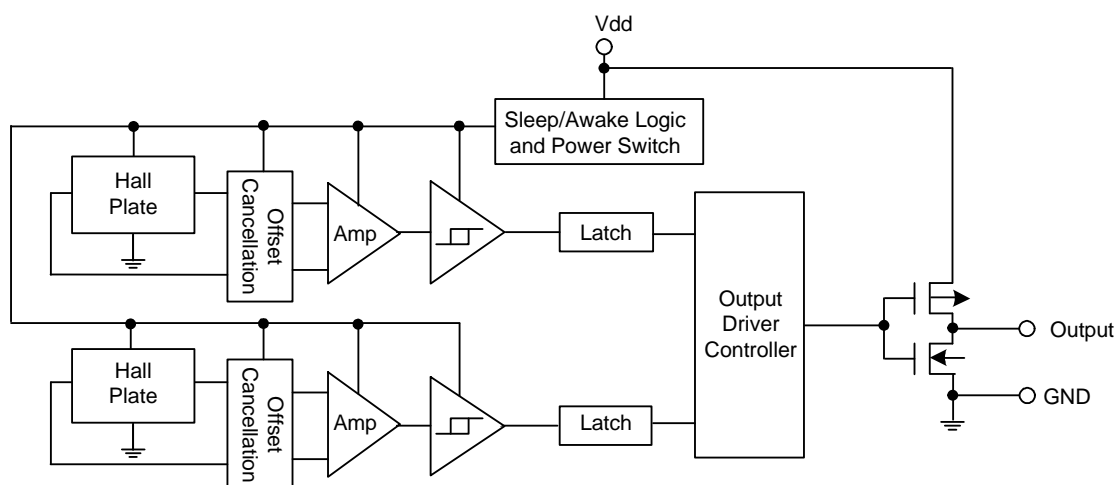 Vdd
Sleep/Awake Logic
and Power Switch
Hall
Plate
Offset
Cancellation
Amp
Latch
Output
Driver
Controller
Output
GND
Hall
Plate
Offset
Cancellation
Amp
Latch